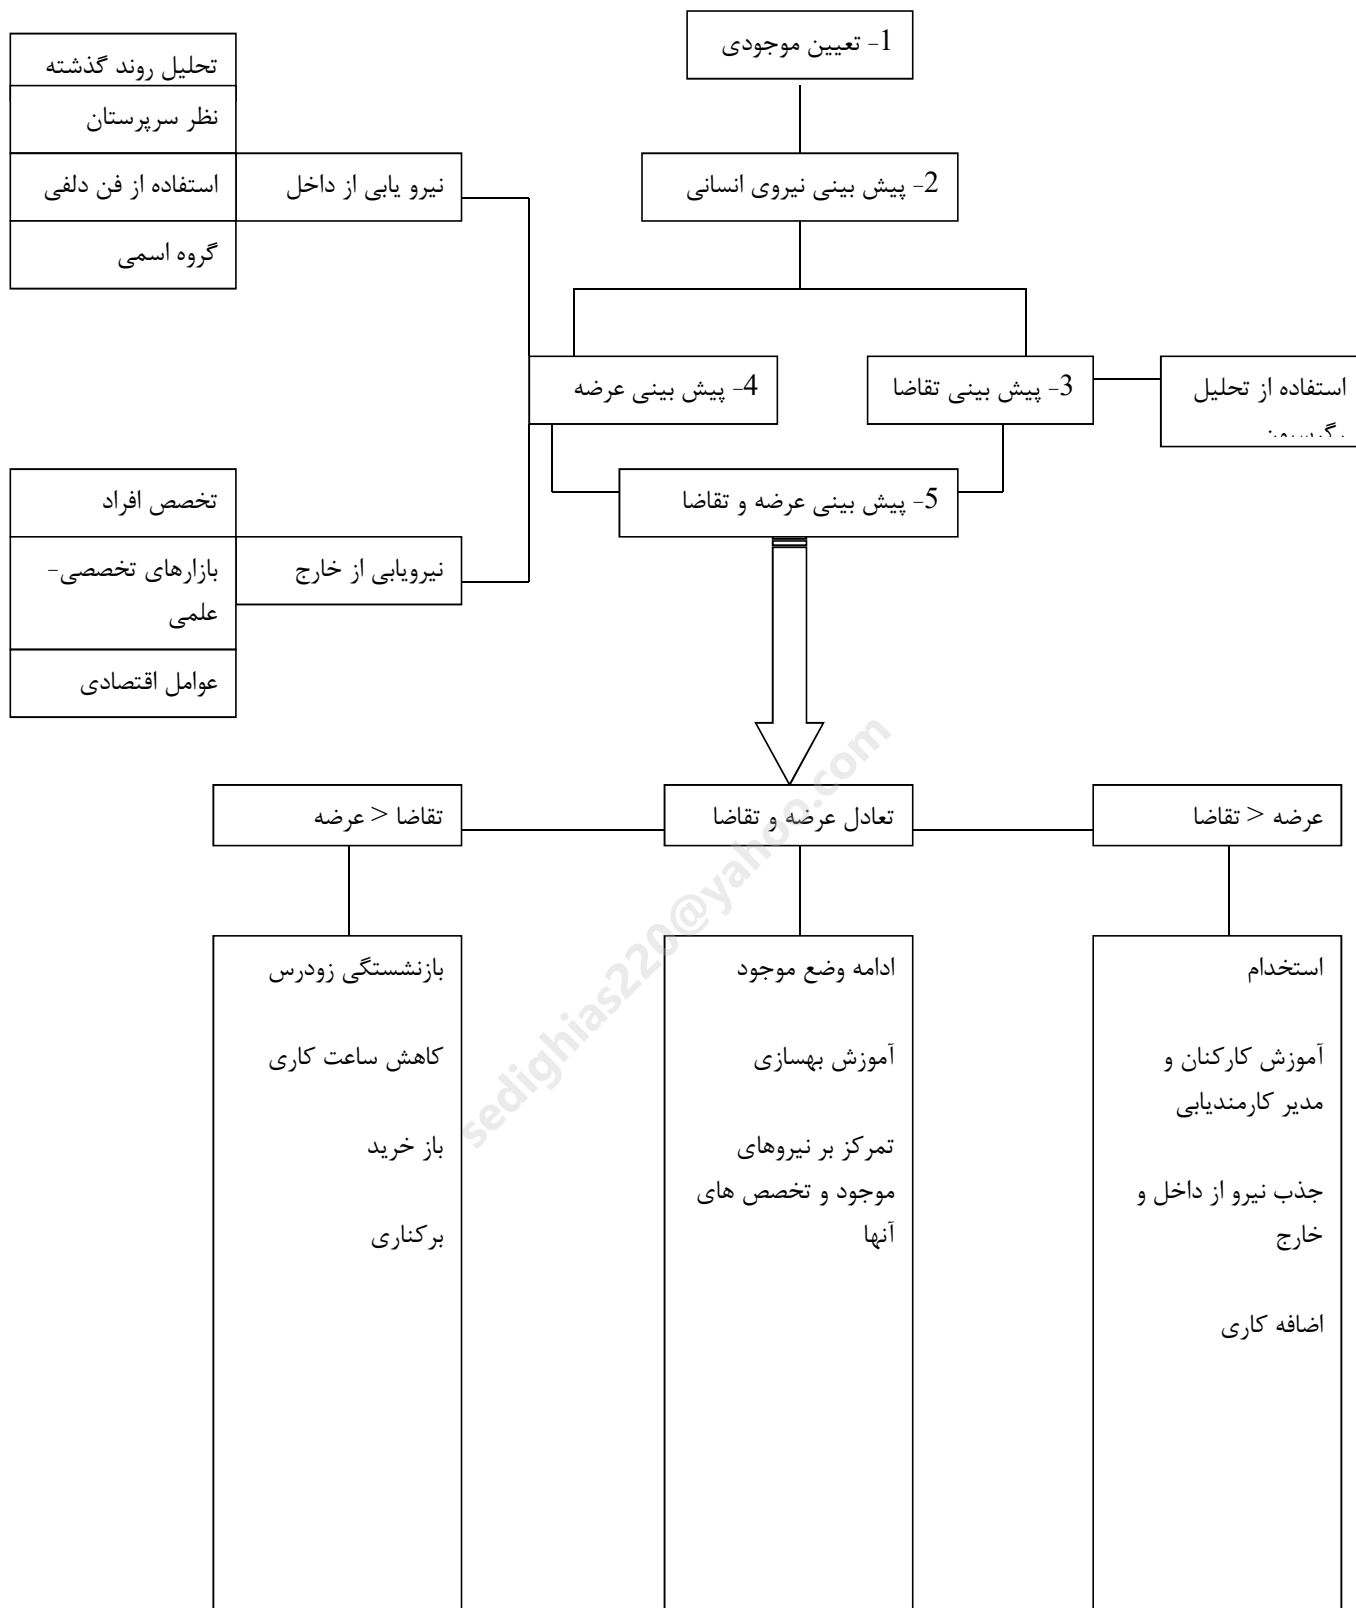 1- تعیین موجودی
تحلیل روند گذشته
نظر سرپرستان
2- پیش بینی نیروی انسانی
نیرو یابی از داخل
استفاده از فن دلفی
گروه اسمی
استفاده از تحلیل
3- پیش بینی تقاضا
4- پیش بینی عرضه
5- پیش بینی عرضه و تقاضا
تخصص افراد
نیرویابی از خارج
بازارهای تخصصی-
علمی
عوامل اقتصادی
عرضه < تقاضا
تعادل عرضه و تقاضا
تقاضا < عرضه
استخدام
آموزش کارکنان و
مدیر کارمندیابی
جذب نیرو از داخل و
خارج
اضافه کاری
ادامه وضع موجود
آموزش بهسازی
تمرکز بر نیروهای
موجود و تخصص های
آنها
بازنشستگی زودرس
کاهش ساعت کاری
باز خرید
برکناری
sedighias220@yahoo.com